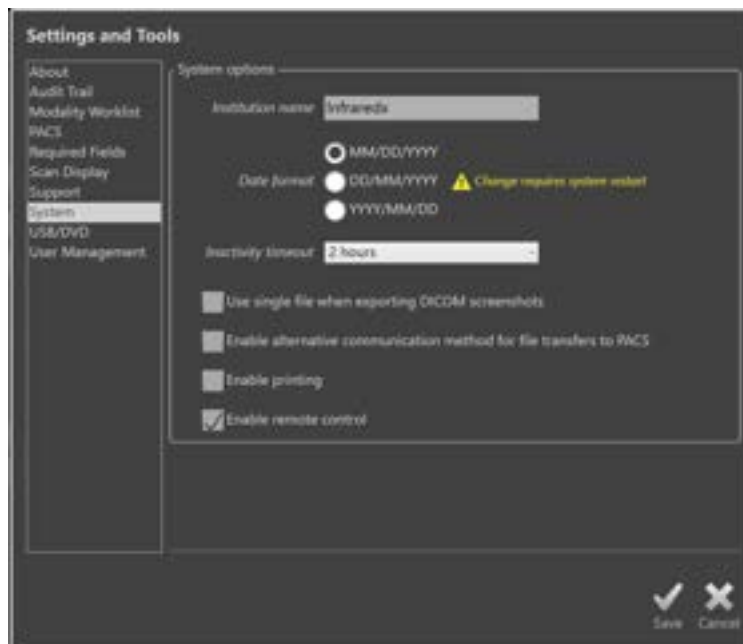 Settings and Tools
About
Audit Trail
Modality Worklist
PACS
Required Fields
Scan Display
Support
System
USB/DVD
User Management
System options
Institution name Infraredx
MM/DD/YYYY
Date format DD/MM/YYYY Change requires system restart
YYYY/MM/DD
Inactivity timeout 2 hours
Use single file when exporting DICOM screenshots
Enable alternative communication method for file transfers to PACS
Enable printing
Enable remote control
Save Cancel